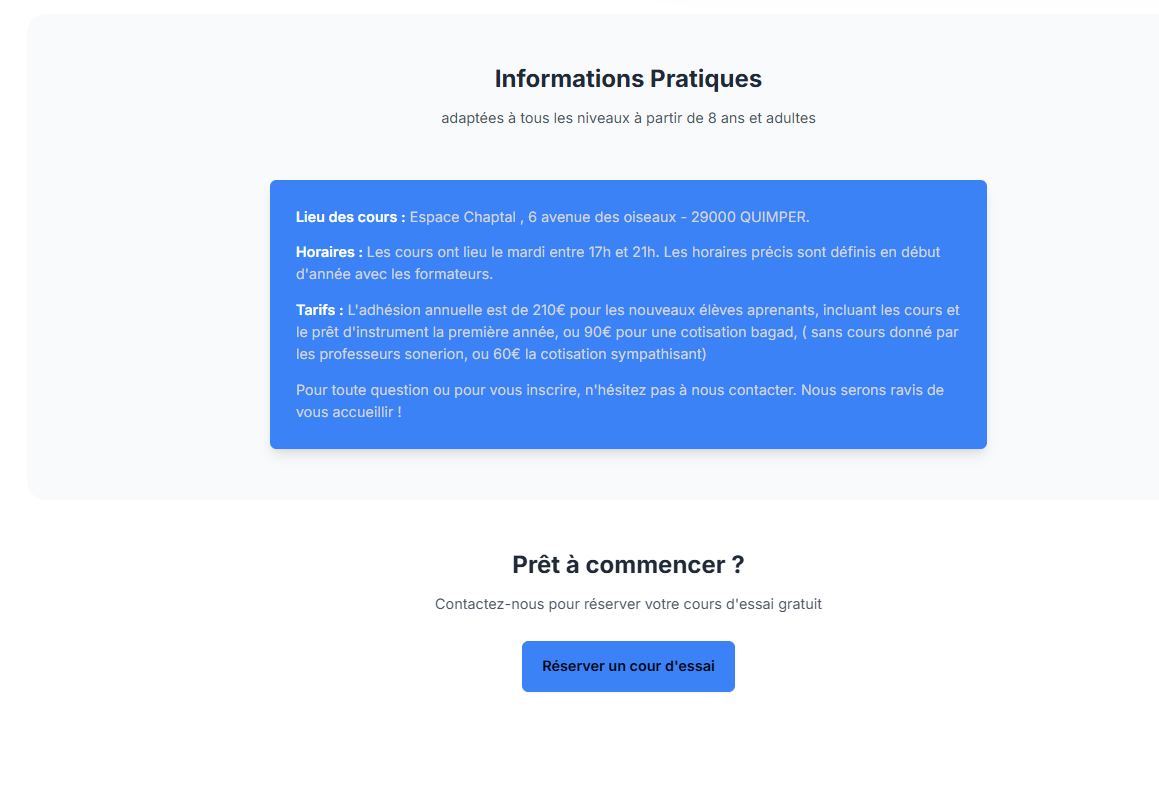 Informations Pratiques
adaptées à tous les niveaux à partir de 8 ans et adultes
Lieu des cours : Espace Chaptal , 6 avenue des oiseaux - 29000 QUIMPER.
Horaires : Les cours ont lieu le mardi entre 17h et 21h. Les horaires précis sont définis en début
d'année avec les formateurs.
Tarifs : L'adhésion annuelle est de 210€ pour les nouveaux élèves aprenants, incluant les cours et
le prêt d'instrument la première année, ou 90€ pour une cotisation bagad, ( sans cours donné par
les professeurs sonerion, ou 60€ la cotisation sympathisant)
Pour toute question ou pour vous inscrire, n'hésitez pas à nous contacter. Nous serons ravis de
vous accueillir !
Prêt à commencer ?
Contactez-nous pour réserver votre cours d'essai gratuit
Réserver un cour d'essai